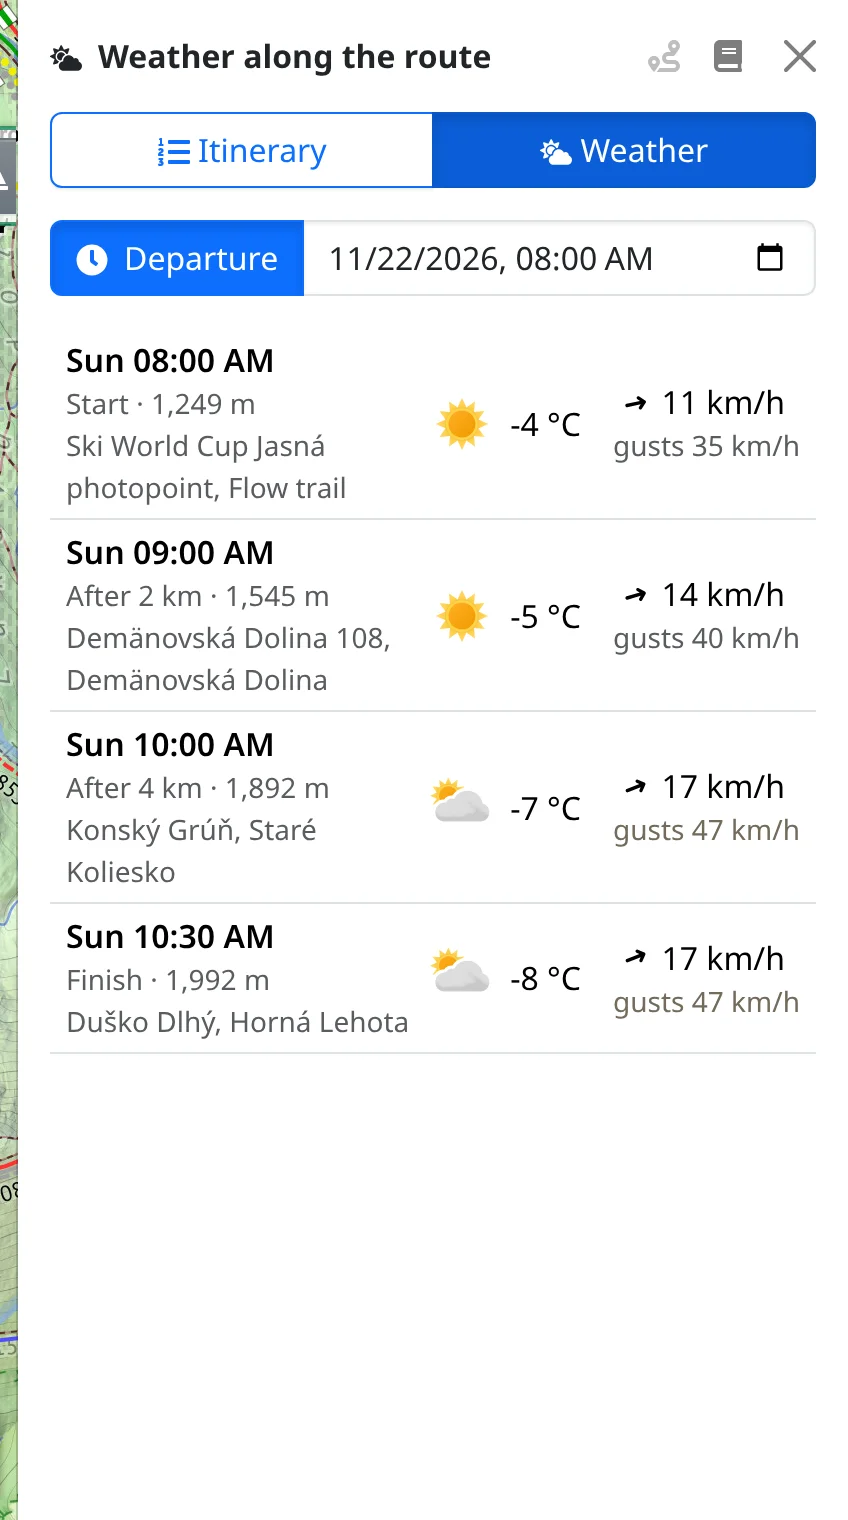 Weather along the route
Itinerary
Weather
Departure
11/22/2026, 08:00 AM
Sun 08:00 AM
Start · 1,249 m
Ski World Cup Jasná
photopoint, Flow trail
-4 °C
11 km/h
gusts 35 km/h
Sun 09:00 AM
After 2 km · 1,545 m
Demänovská Dolina 108,
Demänovská Dolina
-5 °C
14 km/h
gusts 40 km/h
Sun 10:00 AM
After 4 km · 1,892 m
Konský Grúň, Staré
Koliesko
-7 °C
17 km/h
gusts 47 km/h
Sun 10:30 AM
Finish · 1,992 m
Duško Dlhý, Horná Lehota
-8 °C
17 km/h
gusts 47 km/h